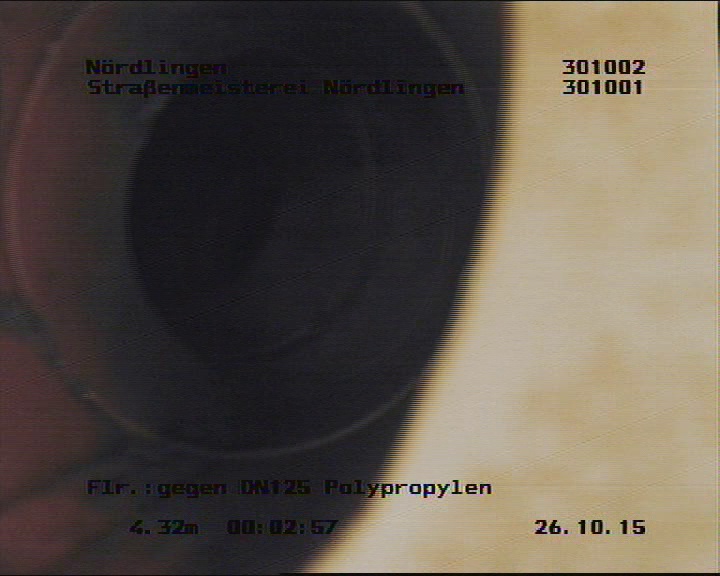 Nördlingen 301002
Straßenmeisterei Nördlingen 301001
Flr.:gegen DN125 Polypropylen
4.32m 00:02:57 26.10.15